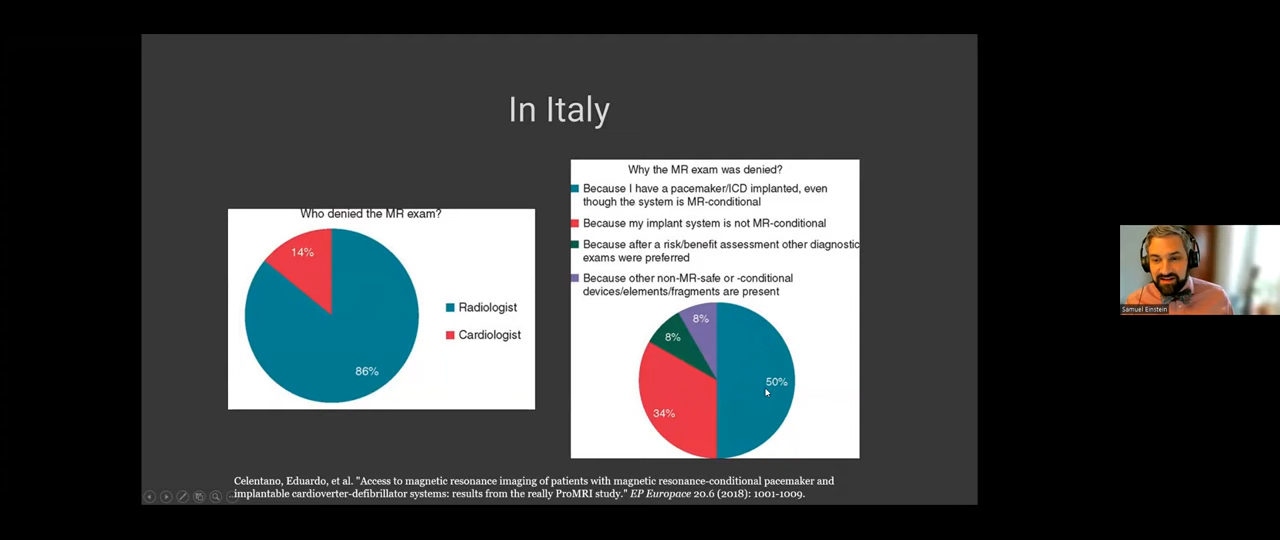 In Italy
Who denied the MR exam?
14%
86%
Radiologist
Cardiologist
Why the MR exam was denied?
Because I have a pacemaker/ICD implanted, even
though the system is MR-conditional
Because my implant system is not MR-conditional
Because after a risk/benefit assessment other diagnostic
exams were preferred
Because other non-MR-safe or -conditional
devices/elements/fragments are present
8%
8%
50%
34%
Celentano, Eduardo, et al. "Access to magnetic resonance imaging of patients with magnetic resonance-conditional pacemaker and
implantable cardioverter-defibrillator systems: results from the really ProMRI study." EP Europace 20.6 (2018): 1001-1009.
Samuel Einstein